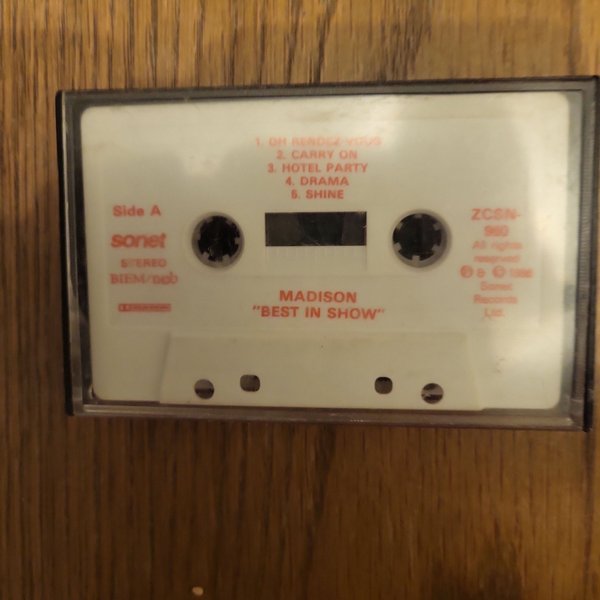 1. OH RENDEZ-VOUS
2. CARRY ON
3. HOTEL PARTY
4. DRAMA
5. SHINE
Side A
sonet
STEREO
BIEM/ncb
ZCSN-
All rights
reserved
Sonet
Records
Ltd.
MADISON
"BEST IN SHOW"